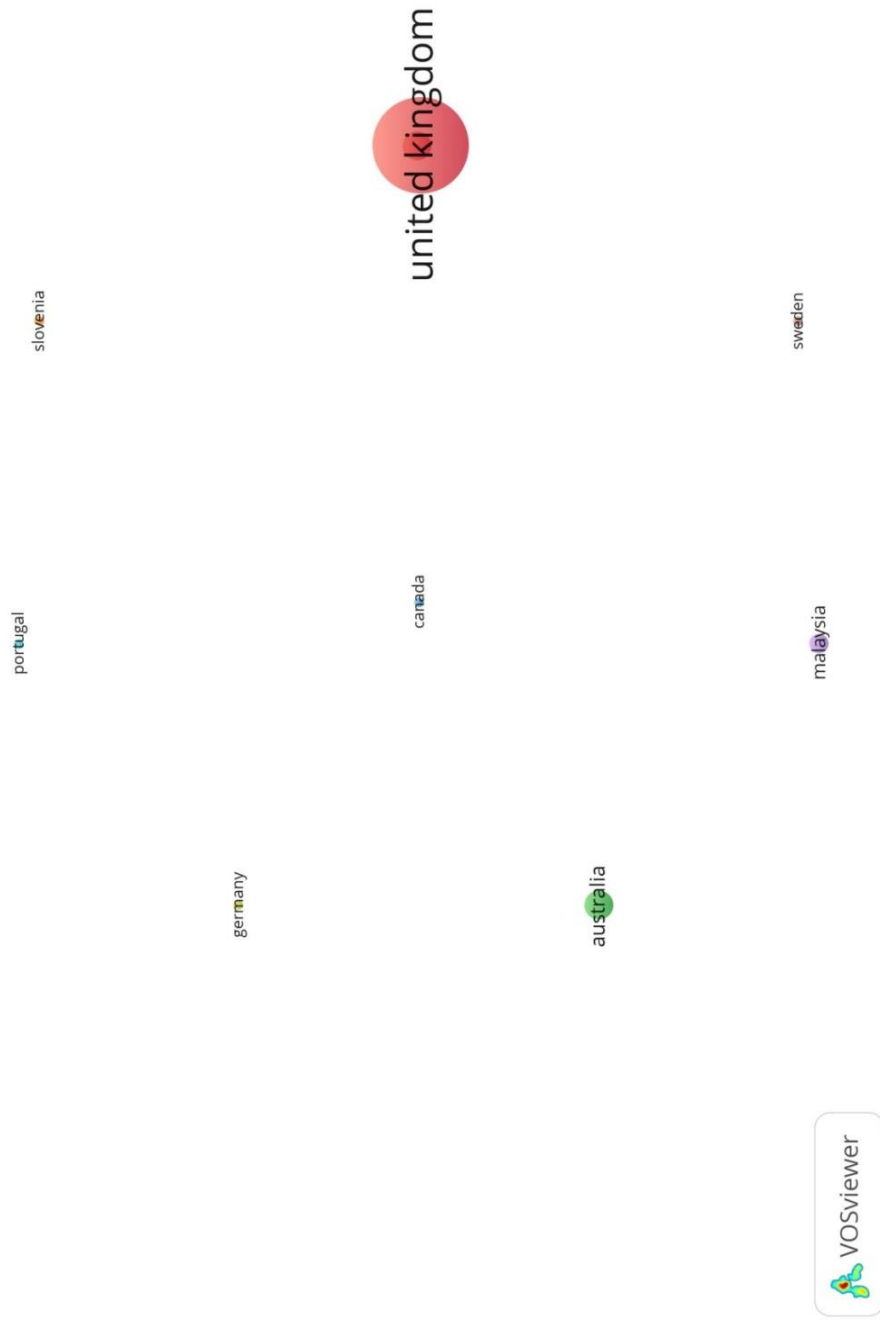 united kingdom
slovenia
sweden
canada
portugal
malaysia
germany
australia
VOSviewer